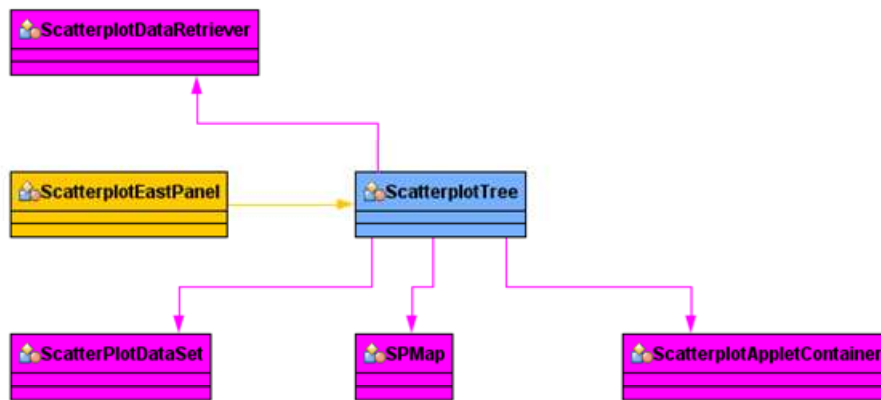 ScatterplotDataRetriever
ScatterplotEastPanel
ScatterplotTree
ScatterPlotDataSet
SPMap
ScatterplotAppletContainer